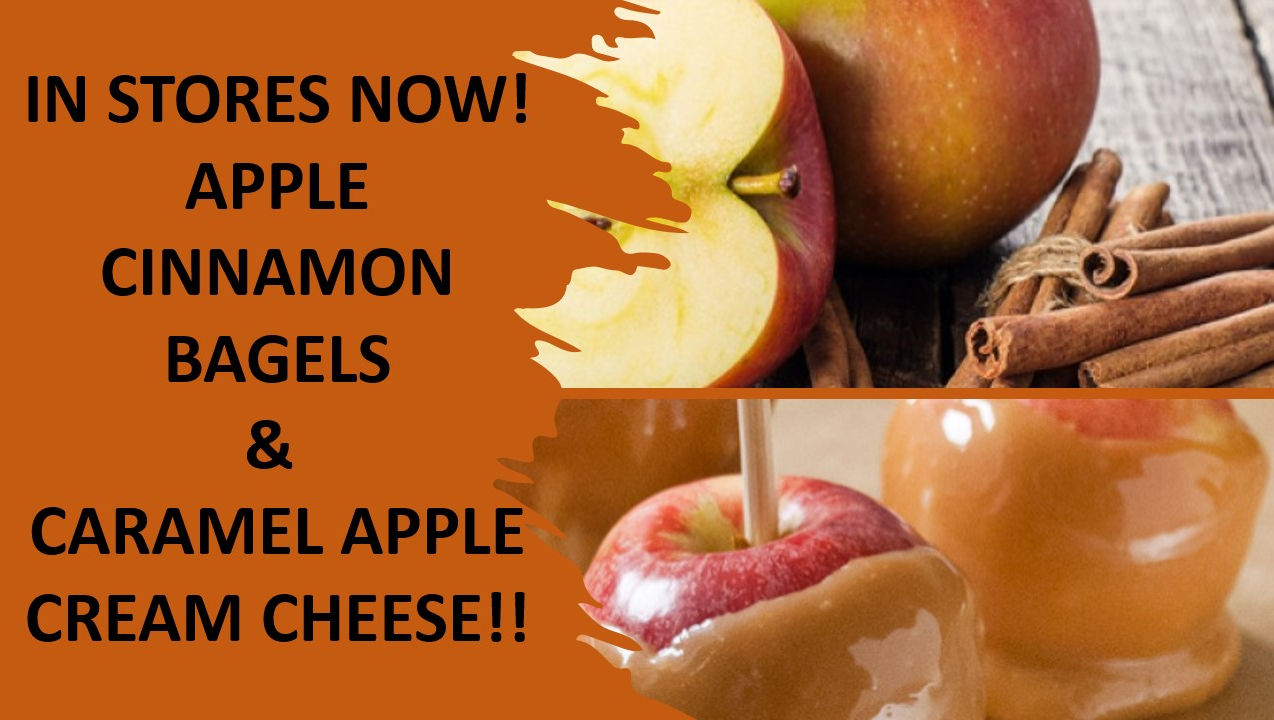 IN STORES NOW!
APPLE
CINNAMON
BAGELS
&
CARAMEL APPLE
CREAM CHEESE!!